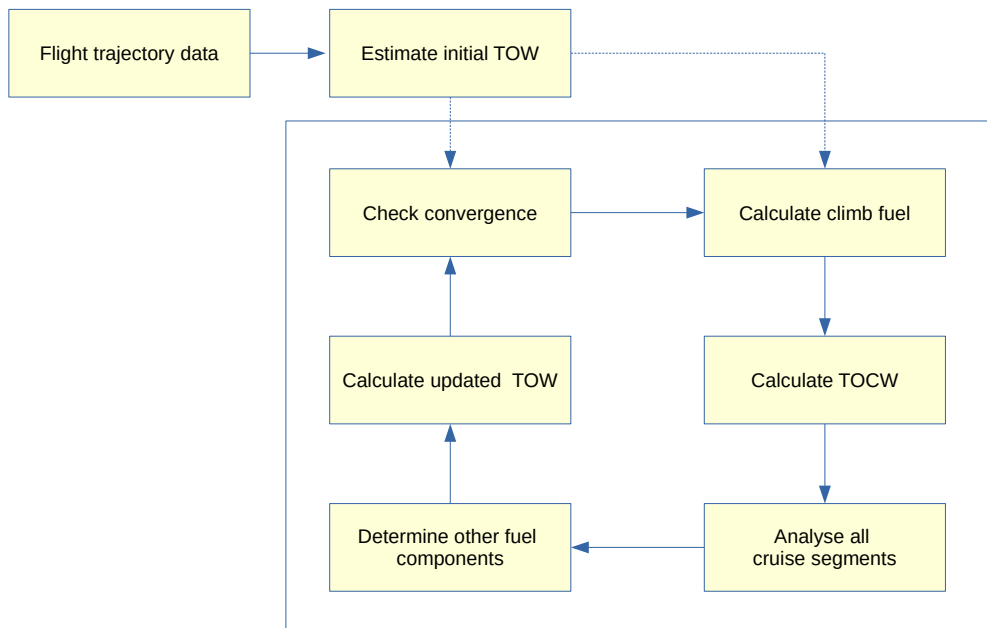 Flight trajectory data
Estimate initial TOW
Check convergence
Calculate climb fuel
Calculate updated  TOW
Calculate TOCW
Determine other fuel
components
Analyse all
cruise segments